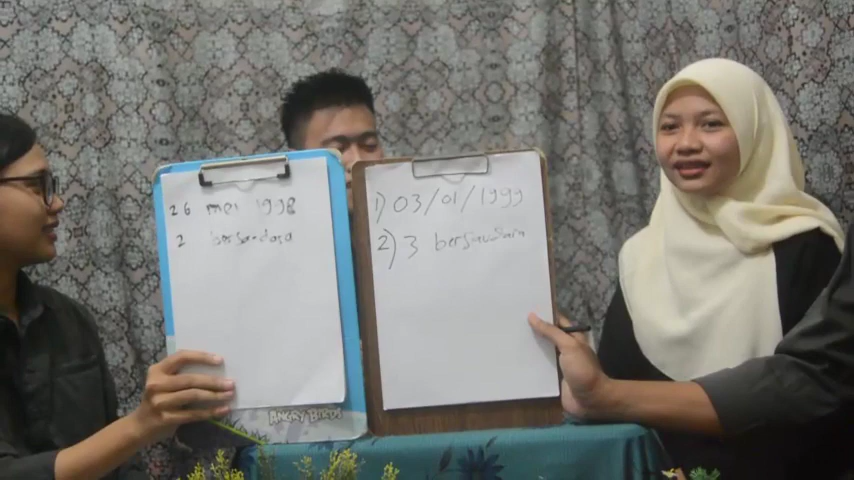 26 mei 1998
2 bersaudara
ANGRY BIRDS
1) 03/01/1999
2) 3 bersaudara